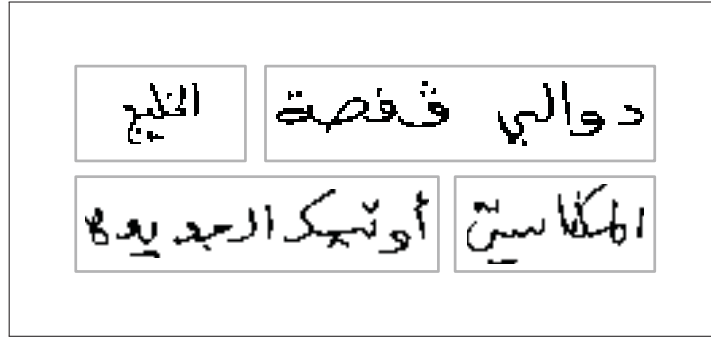 دوالي قفصة
الخليج
المكناسي
أوتيك الجديدة